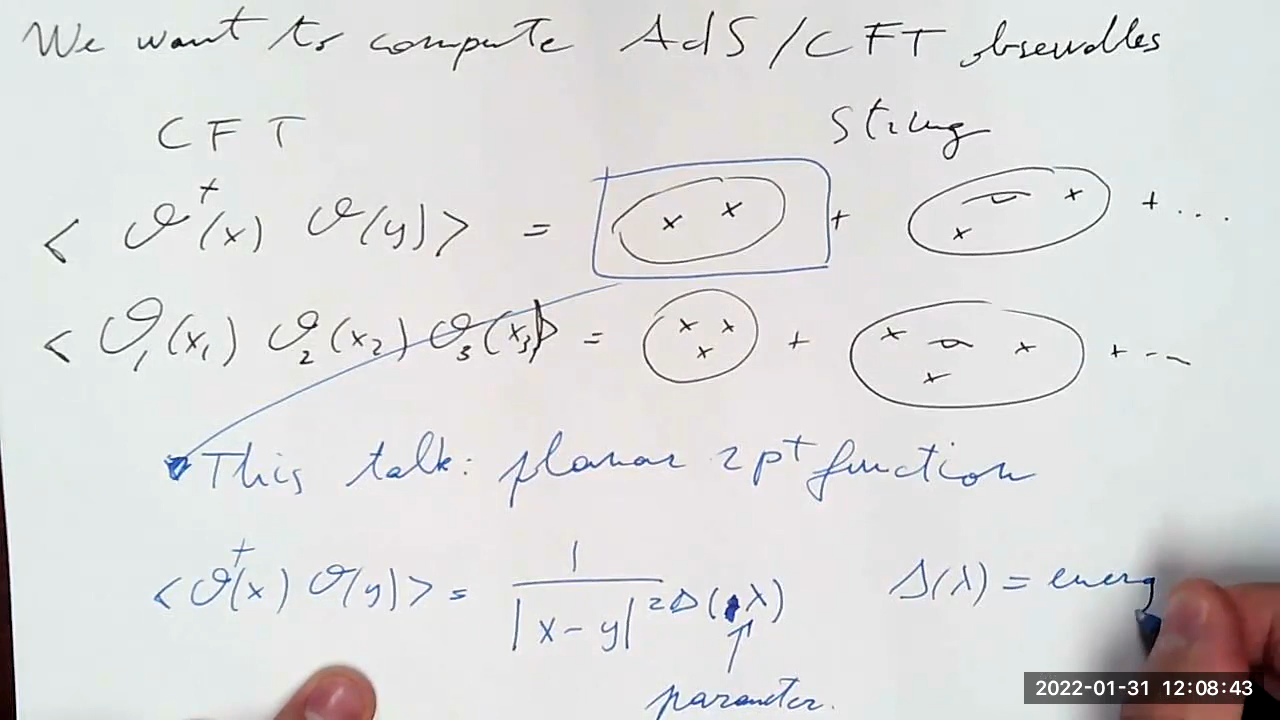 We want to compute AdS/CFT observables
CFT String
< O†(x) O(y) > = + + ...
< O₁(x₁) O₂(x₂) O₃(x₃) > = + + ---
This talk: planar 2pt function
< O†(x) O(y) > = 1 / |x-y|^2Δ(λ) Δ(λ) = energ
parameter.
2022-01-31 12:08:43